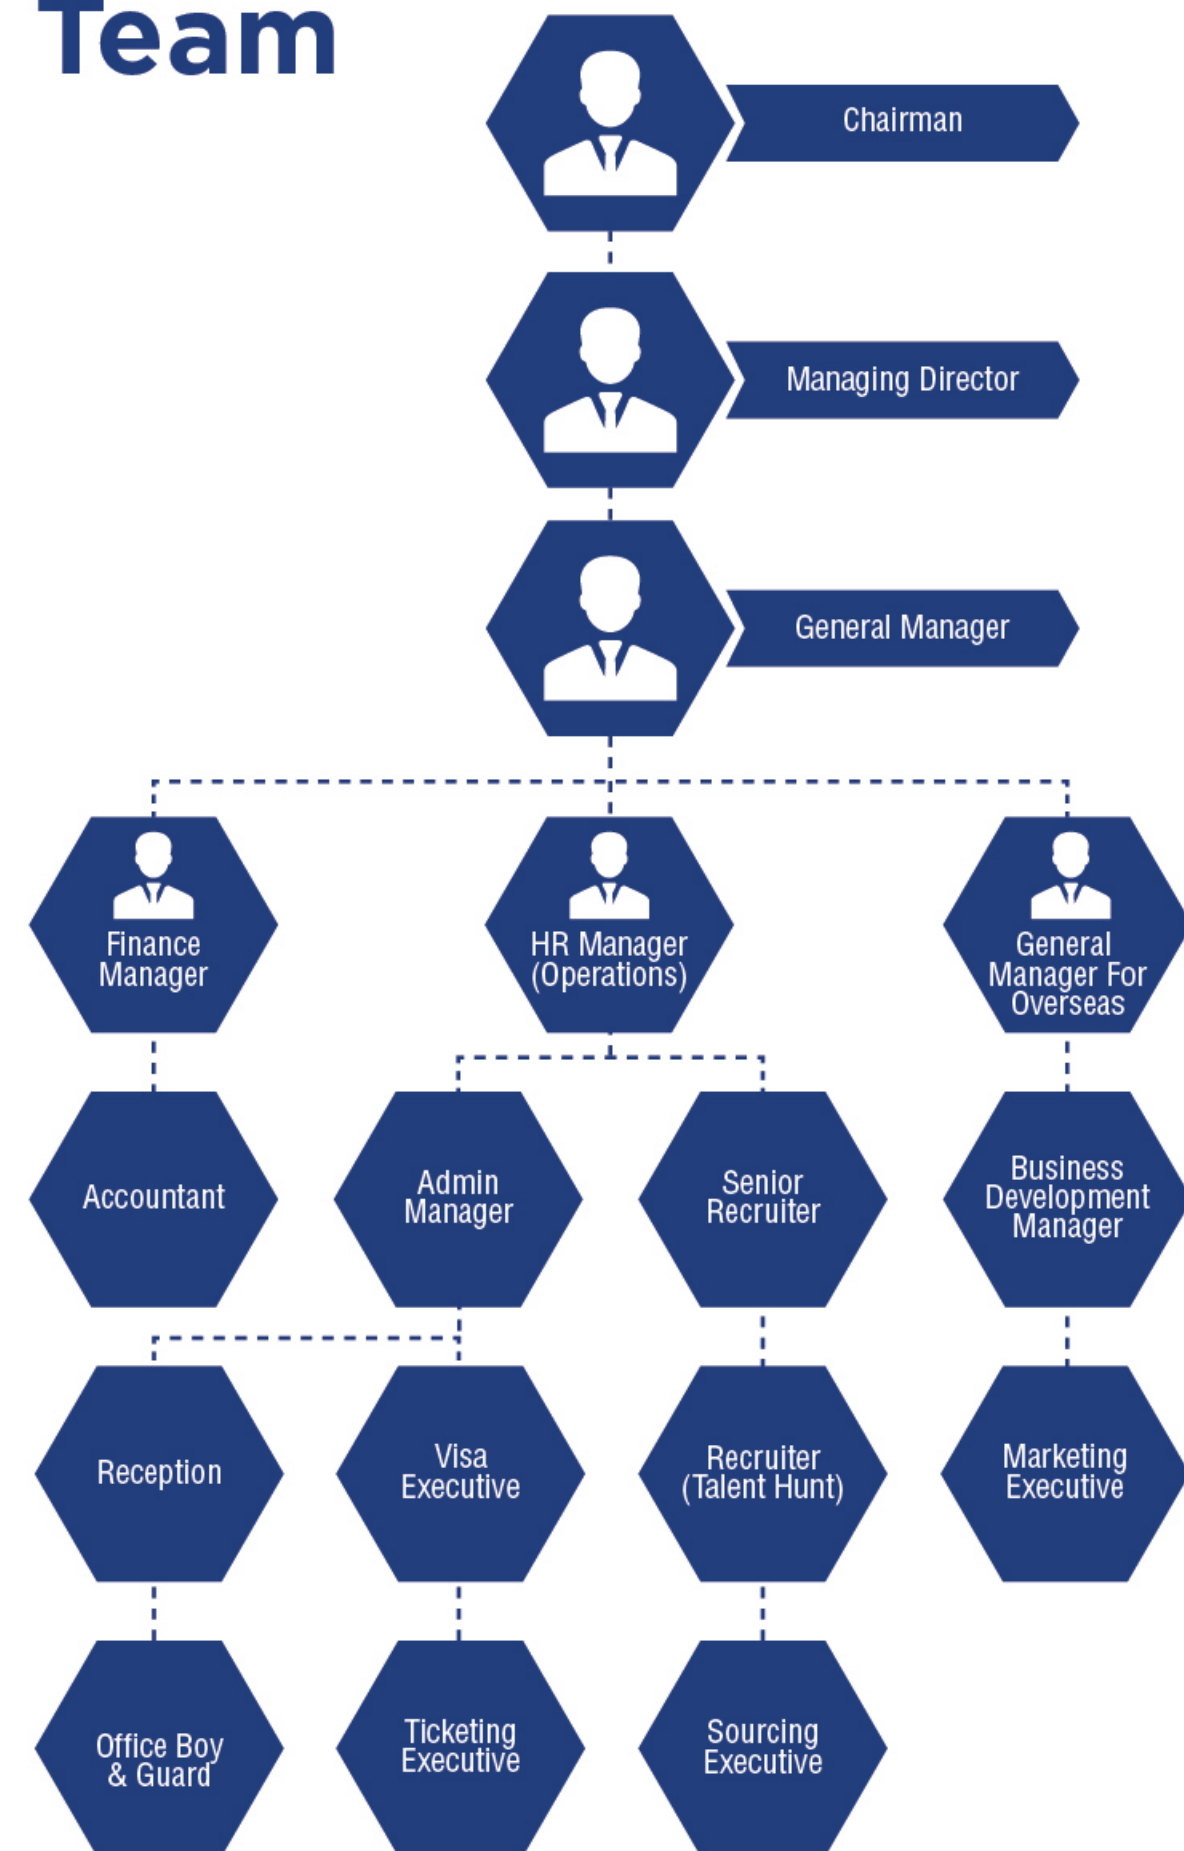 Team
Chairman
Managing Director
General Manager
Finance
Manager
HR Manager
(Operations)
General
Manager For
Overseas
Accountant
Admin
Manager
Senior
Recruiter
Business
Development
Manager
Reception
Visa
Executive
Recruiter
(Talent Hunt)
Marketing
Executive
Office Boy
& Guard
Ticketing
Executive
Sourcing
Executive